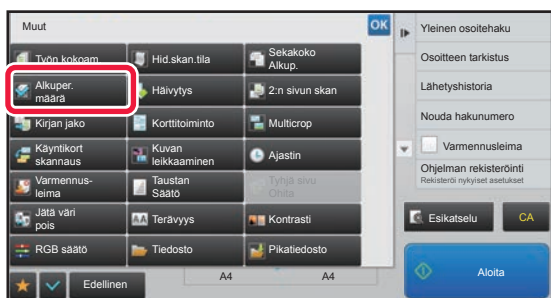 Muut
OK
Työn kokoam.
Hid.skan.tila
Sekakoko
Alkup.
Alkuper.
määrä
Häivytys
2:n sivun skan
Kirjan jako
Korttitoiminto
Multicrop
Käyntikort
skannaus
Kuvan
leikkaaminen
Ajastin
Varmennus-
leima
Taustan
Säätö
Tyhjä sivu
Ohita
Jätä väri
pois
AA Terävyys
Kontrasti
RGB säätö
Tiedosto
Pikatiedosto
Edellinen
A4
A4
Yleinen osoitehaku
Osoitteen tarkistus
Lähetyshistoria
Nouda hakunumero
Varmennusleima
Ohjelman rekisteröinti
Rekisteröi nykyiset asetukset
Esikatselu
CA
Aloita